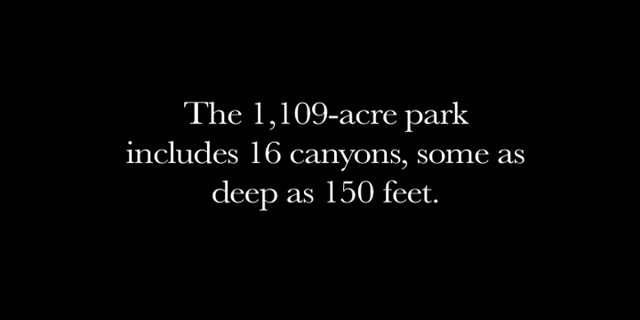 The 1,109-acre park
includes 16 canyons, some as
deep as 150 feet.